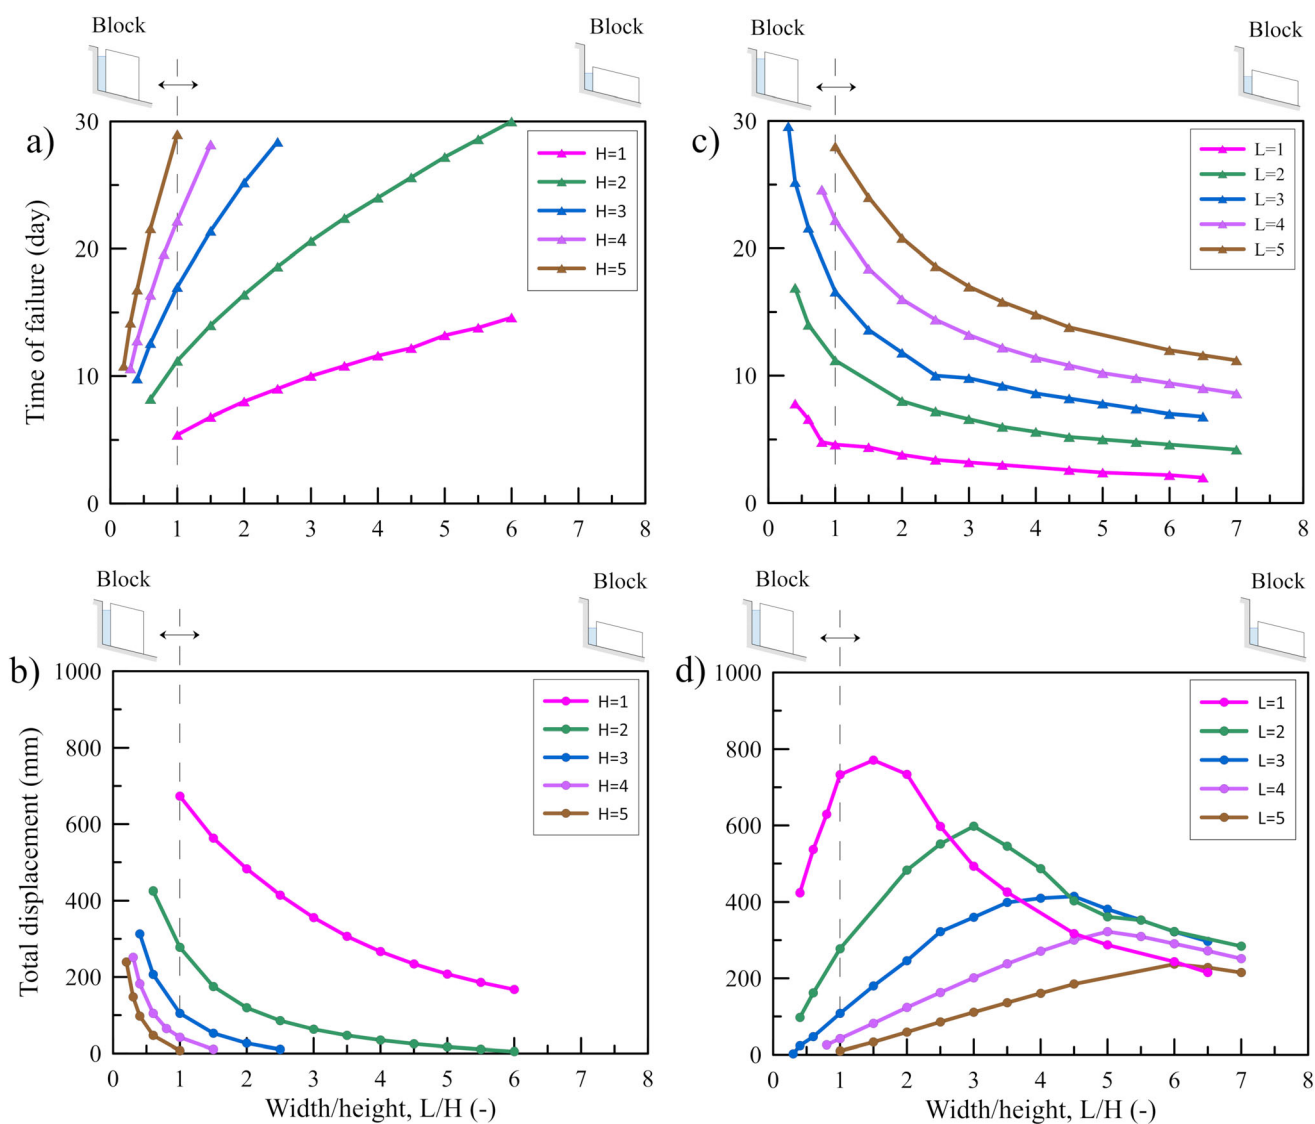 Block
Block
a)
Time of failure (day)
30
20
10
0
0 1 2 3 4 5 6 7 8
H=1
H=2
H=3
H=4
H=5
Block
Block
c)
30
20
10
0
0 1 2 3 4 5 6 7 8
L=1
L=2
L=3
L=4
L=5
Block
Block
b)
Total displacement (mm)
1000
800
600
400
200
0
0 1 2 3 4 5 6 7 8
Width/height, L/H (-)
H=1
H=2
H=3
H=4
H=5
Block
Block
d)
1000
800
600
400
200
0
0 1 2 3 4 5 6 7 8
Width/height, L/H (-)
L=1
L=2
L=3
L=4
L=5